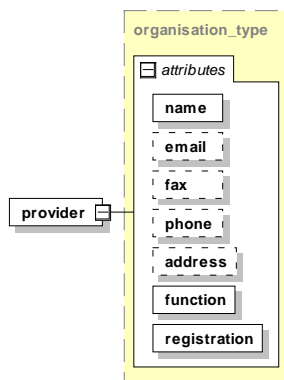 organisation_type
attributes
name
email
fax
phone
provider
address
function
registration